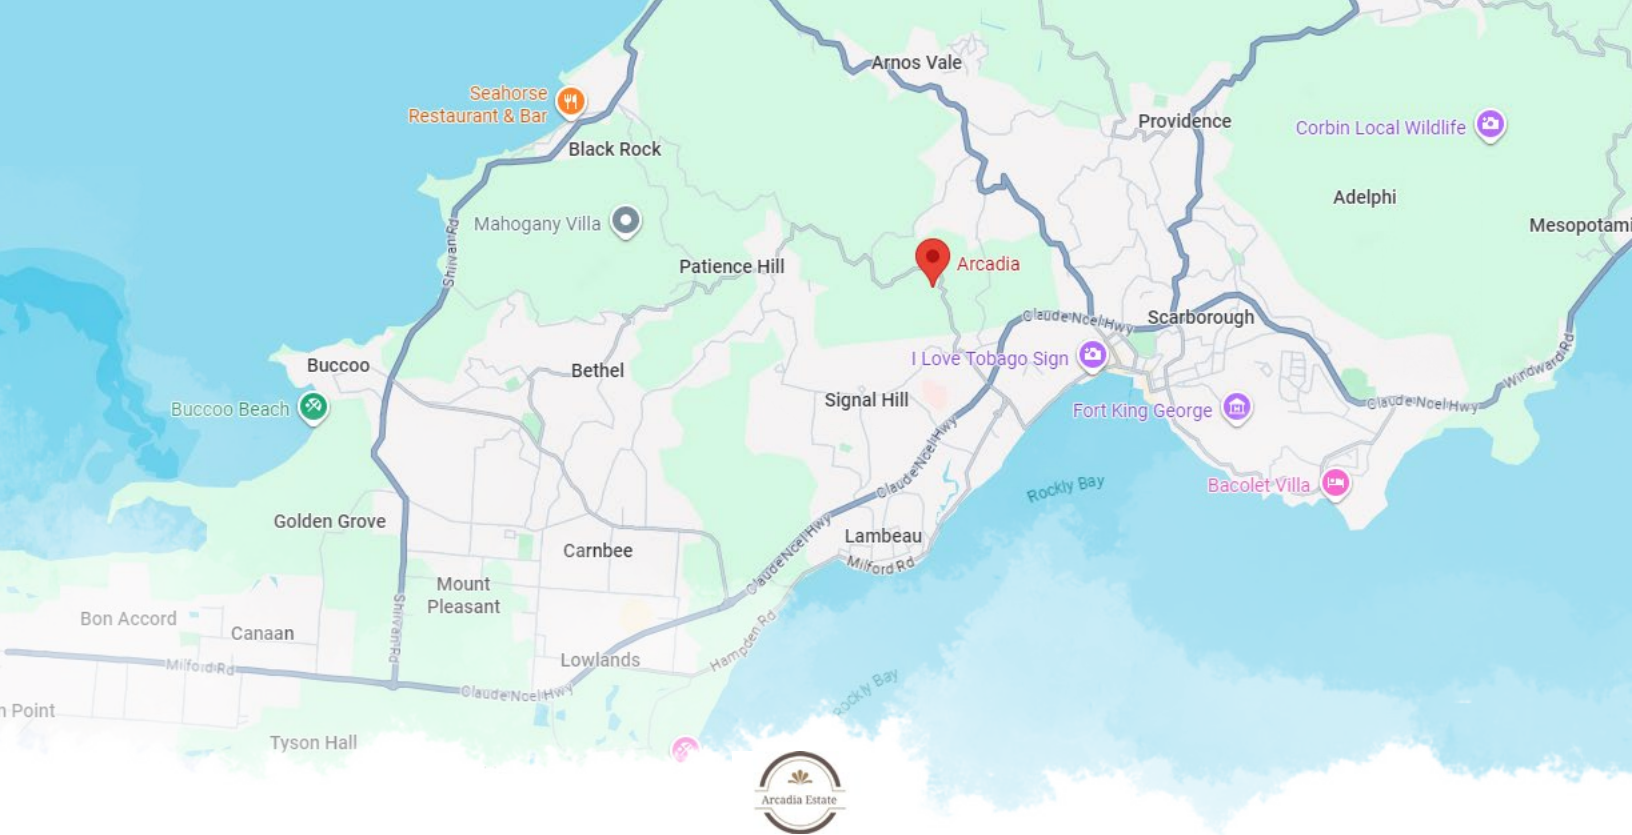 Arnos Vale
Seahorse
Restaurant & Bar
Providence
Corbin Local Wildlife
Black Rock
Adelphi
Mahogany Villa
Shirvan Rd
Mesopotami
Patience Hill
Arcadia
Claude Noel Hwy
Scarborough
I Love Tobago Sign
Windward Rd
Buccoo
Bethel
Signal Hill
Claude Noel Hwy
Buccoo Beach
Fort King George
Claude Noel Hwy
Rockly Bay
Bacolet Villa
Golden Grove
Carnbee
Claude Noel Hwy
Lambeau
Milford Rd
Mount
Pleasant
Shirvan Rd
Bon Accord
Canaan
Hampden Rd
Milford Rd
Lowlands
Claude Noel Hwy
Rockly Bay
n Point
Tyson Hall
Arcadia Estate